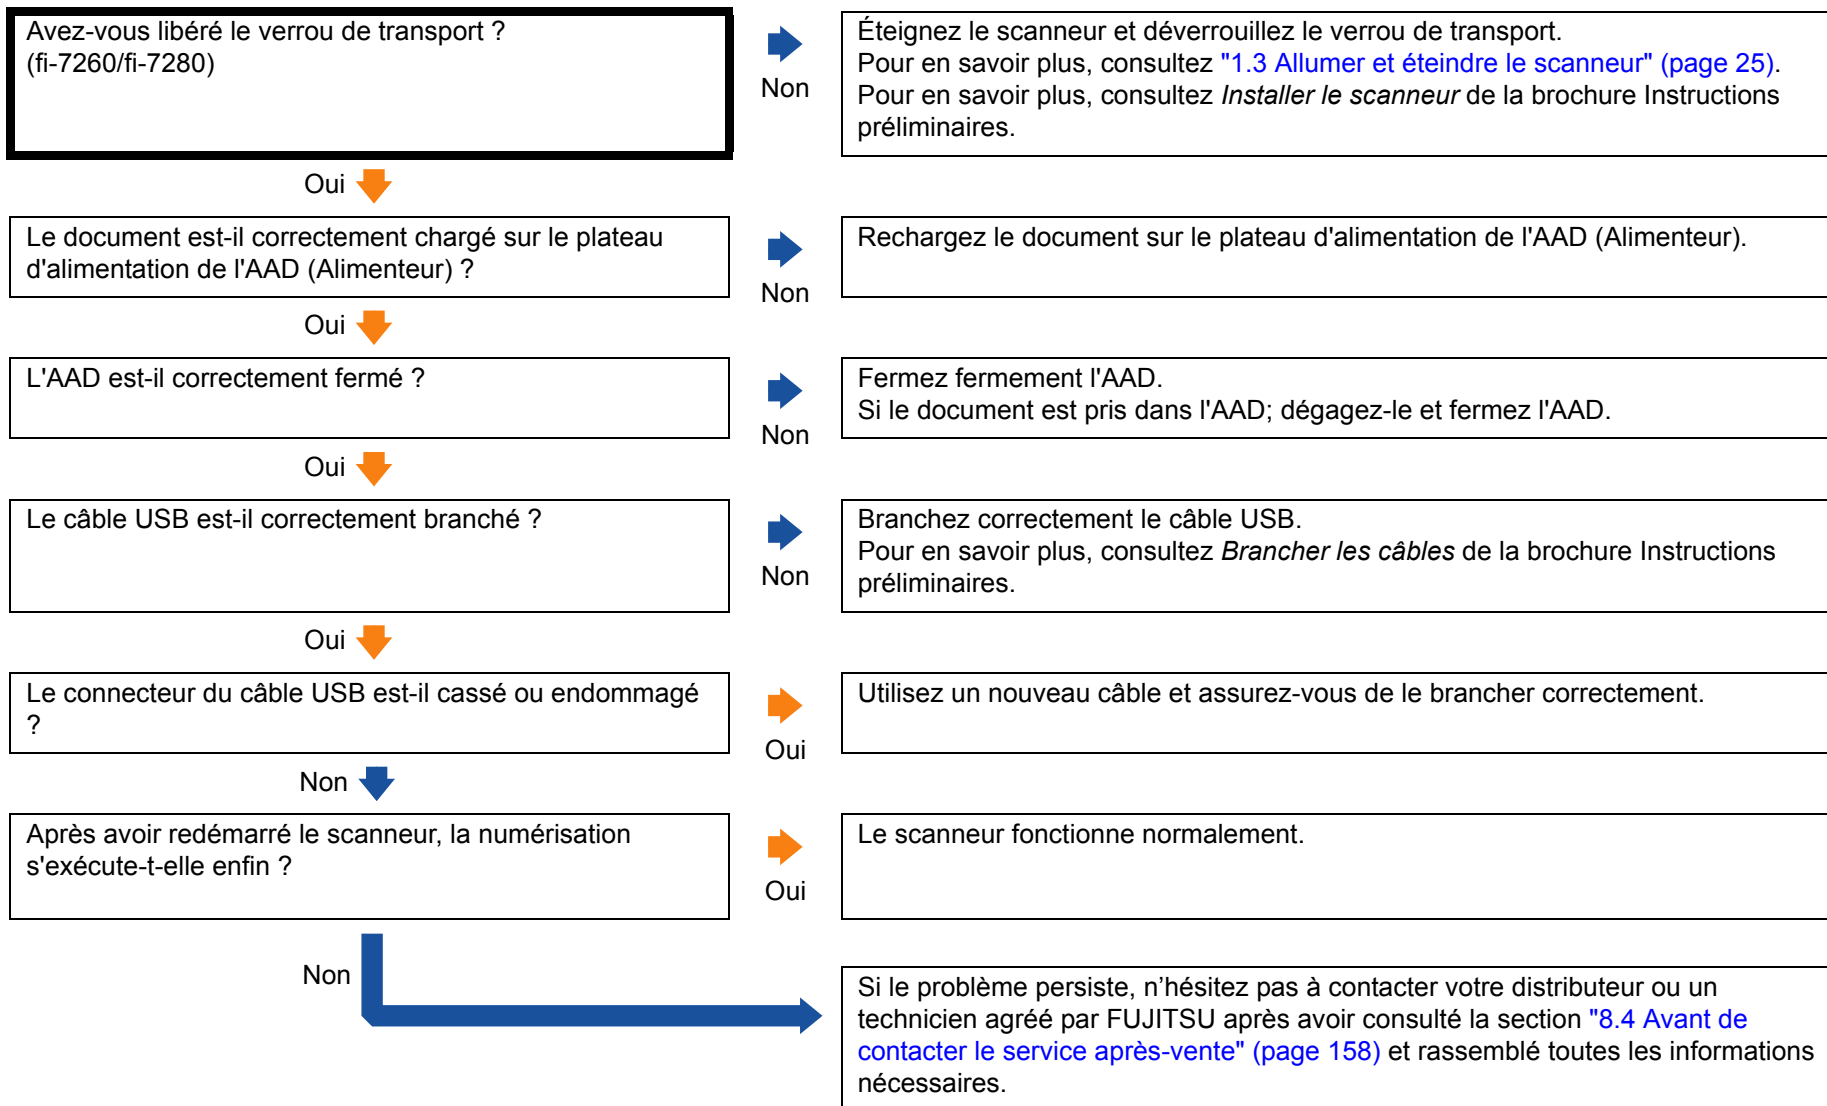 Avez-vous libéré le verrou de transport ?
(fi-7260/fi-7280)
Non
Éteignez le scanneur et déverrouillez le verrou de transport.
Pour en savoir plus, consultez "1.3 Allumer et éteindre le scanneur" (page 25).
Pour en savoir plus, consultez Installer le scanneur de la brochure Instructions
préliminaires.
Oui
Le document est-il correctement chargé sur le plateau
d'alimentation de l'AAD (Alimenteur) ?
Non
Rechargez le document sur le plateau d'alimentation de l'AAD (Alimenteur).
Oui
L'AAD est-il correctement fermé ?
Non
Fermez fermement l'AAD.
Si le document est pris dans l'AAD; dégagez-le et fermez l'AAD.
Oui
Le câble USB est-il correctement branché ?
Non
Branchez correctement le câble USB.
Pour en savoir plus, consultez Brancher les câbles de la brochure Instructions
préliminaires.
Oui
Le connecteur du câble USB est-il cassé ou endommagé
?
Oui
Utilisez un nouveau câble et assurez-vous de le brancher correctement.
Non
Après avoir redémarré le scanneur, la numérisation
s'exécute-t-elle enfin ?
Oui
Le scanneur fonctionne normalement.
Non
Si le problème persiste, n’hésitez pas à contacter votre distributeur ou un
technicien agréé par FUJITSU après avoir consulté la section "8.4 Avant de
contacter le service après-vente" (page 158) et rassemblé toutes les informations
nécessaires.